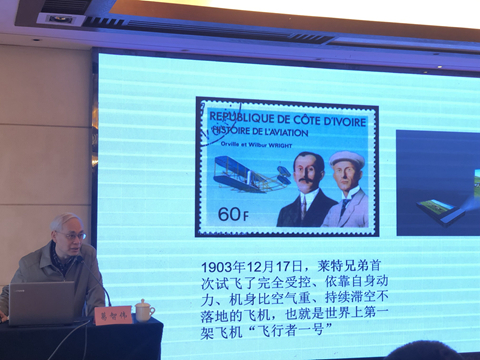 REPUBLIQUE DE CÔTE D'IVOIRE
HISTOIRE DE L'AVIATION
Orville et Wilbur WRIGHT
60F
1903年12月17日，莱特兄弟首
次试飞了完全受控、依靠自身动
力、机身比空气重、持续滞空不
落地的飞机，也就是世界上第一
架飞机“飞行者一号”
葛智伟